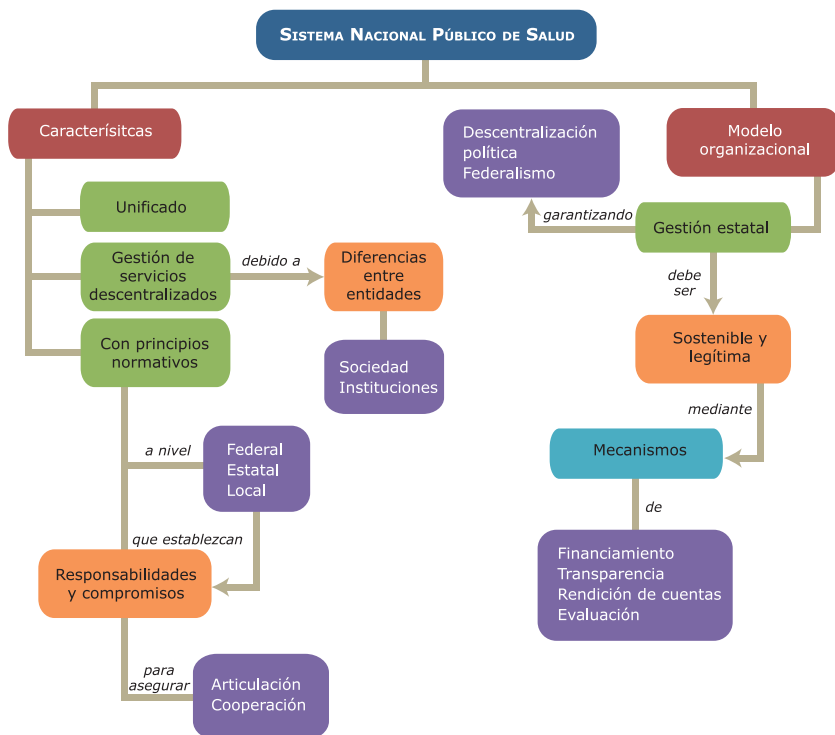 SISTEMA NACIONAL PÚBLICO DE SALUD
Caracterísitcas
Unificado
Gestión de
servicios
descentralizados
debido a
Diferencias
entre
entidades
Sociedad
Instituciones
Con principios
normativos
a nivel
Federal
Estatal
Local
que establezcan
Responsabilidades
y compromisos
para
asegurar
Articulación
Cooperación
Modelo
organizacional
Gestión estatal
garantizando
Descentralización
política
Federalismo
debe
ser
Sostenible y
legítima
mediante
Mecanismos
de
Financiamiento
Transparencia
Rendición de cuentas
Evaluación